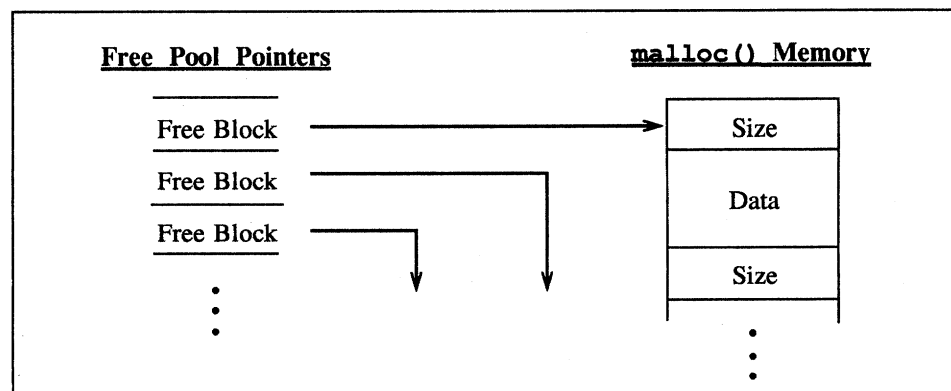 Free Pool Pointers
malloc() Memory
Free Block
Free Block
Free Block
Size
Data
Size